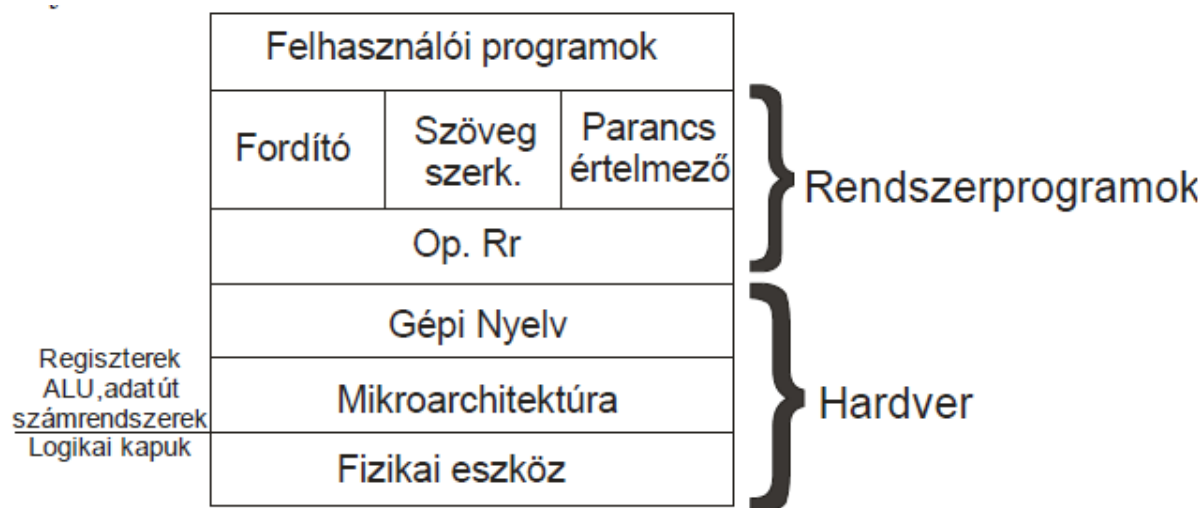 Felhasználói programok
Fordító
Szöveg
szerk.
Parancs
értelmező
Rendszerprogramok
Op. Rr
Gépi Nyelv
Regiszterek
ALU,adatút
számrendszerek
Mikroarchitektúra
Hardver
Logikai kapuk
Fizikai eszköz